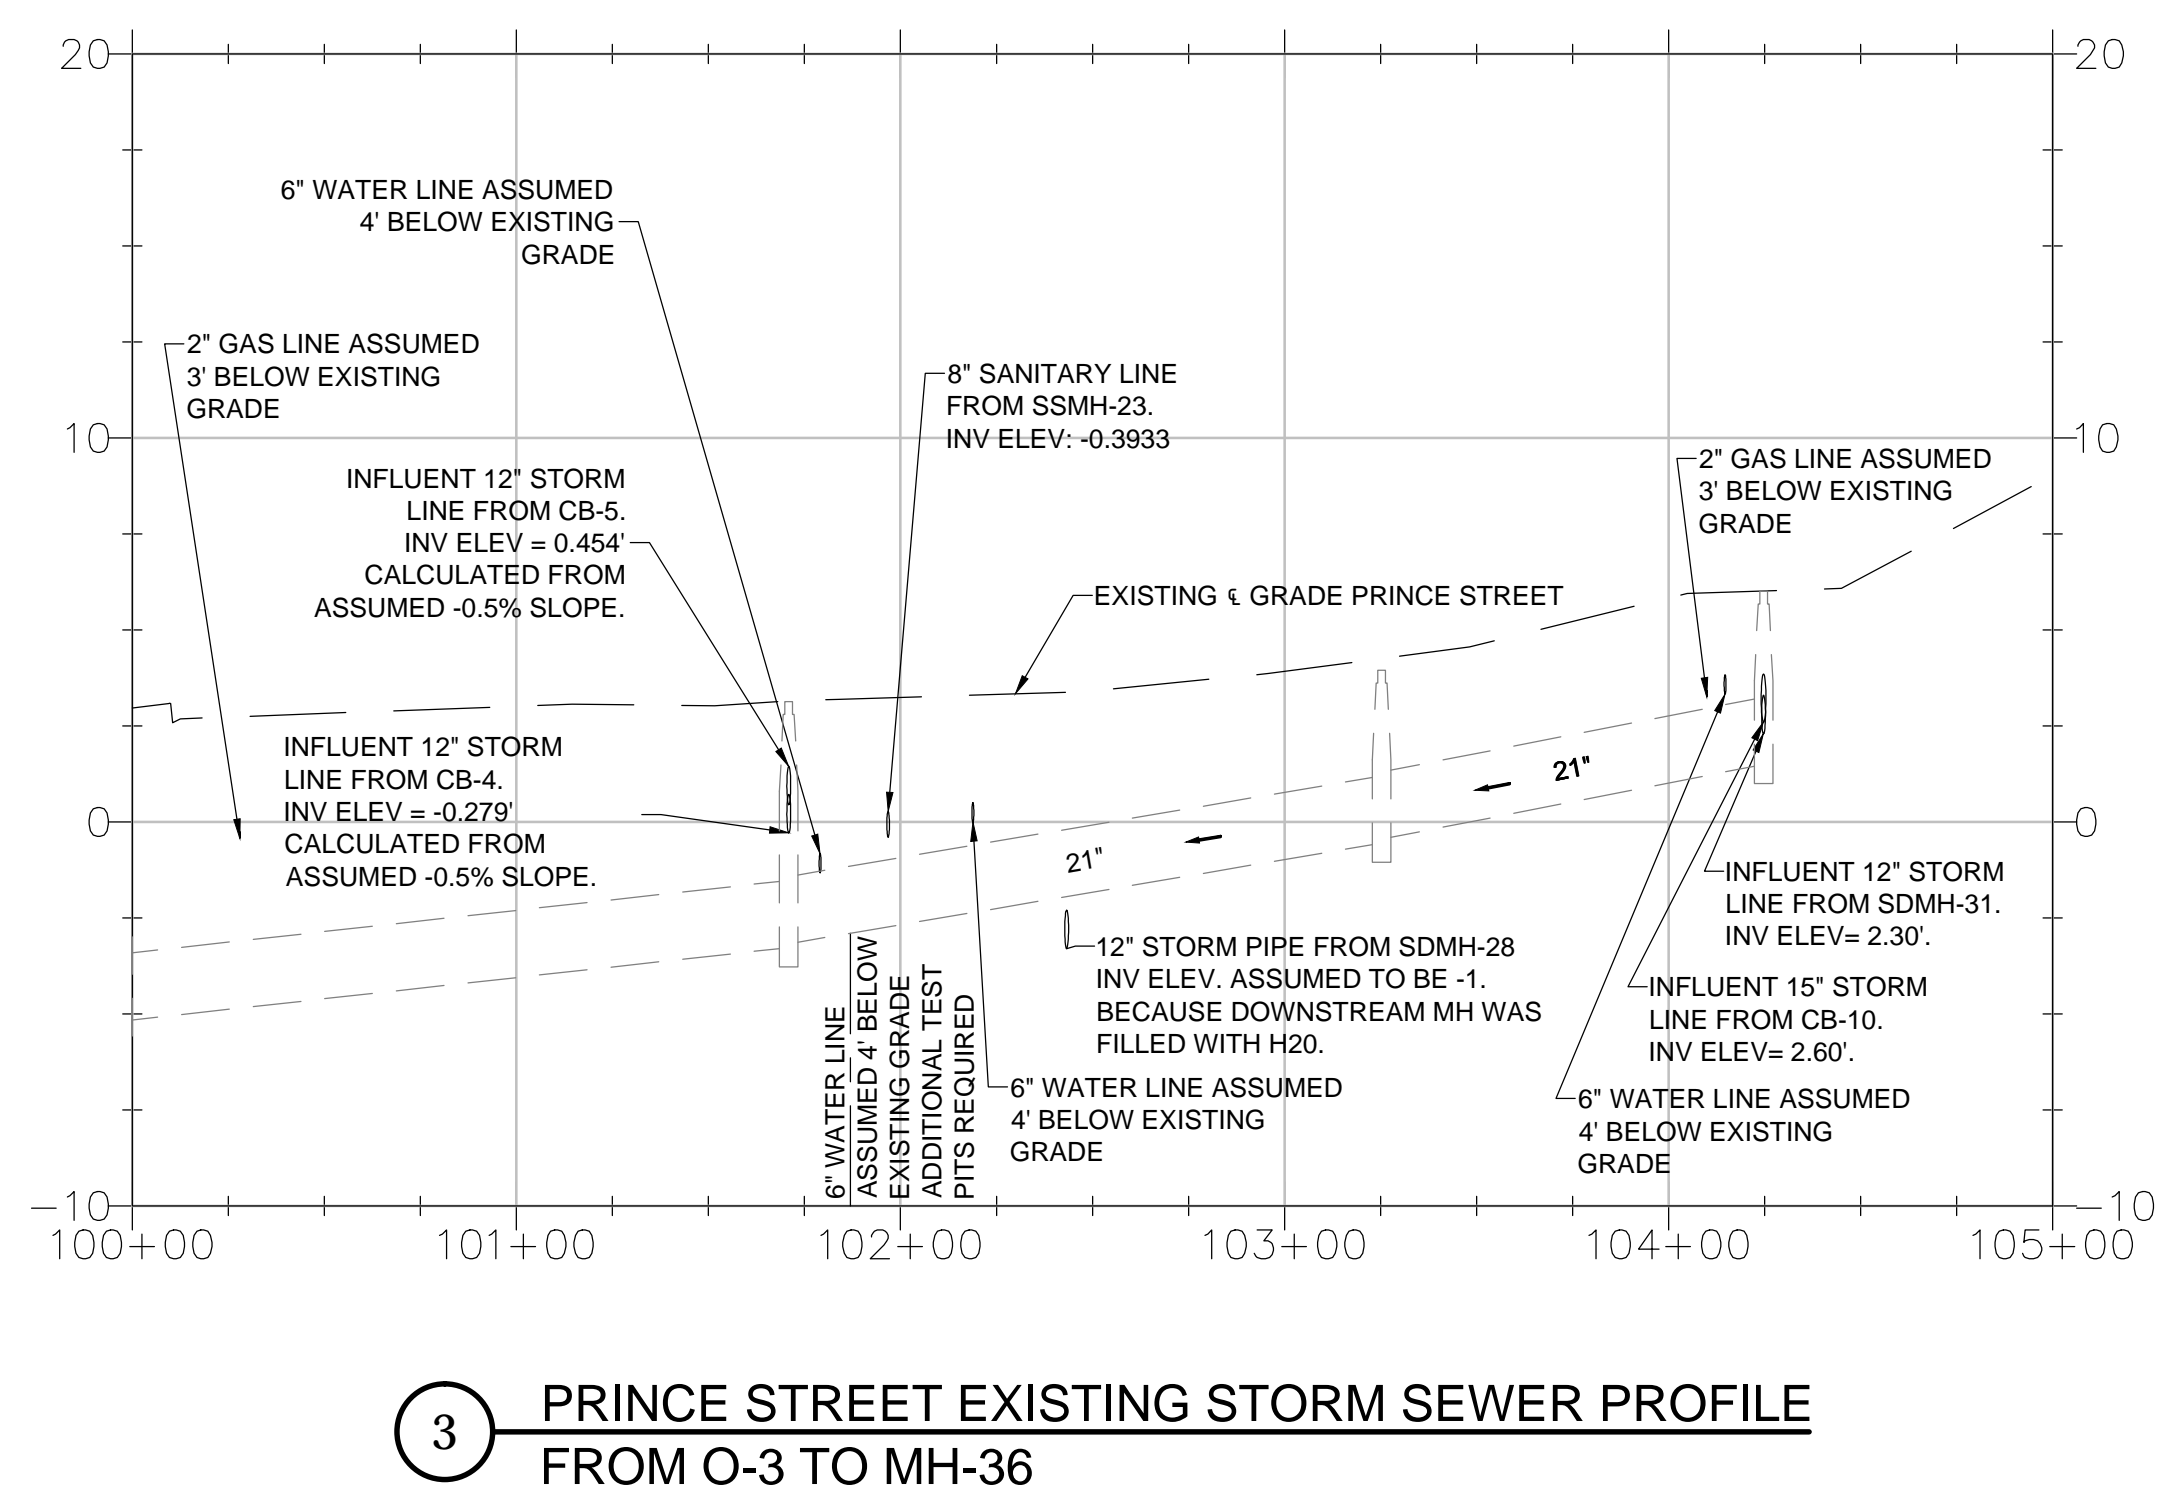 20
20
6" WATER LINE ASSUMED
4' BELOW EXISTING
GRADE
2" GAS LINE ASSUMED
3' BELOW EXISTING
GRADE
8" SANITARY LINE
FROM SSMH-23.
INV ELEV: -0.3933
10
10
INFLUENT 12" STORM
LINE FROM CB-5.
INV ELEV = 0.454'
CALCULATED FROM
ASSUMED -0.5% SLOPE.
2" GAS LINE ASSUMED
3' BELOW EXISTING
GRADE
EXISTING ℄ GRADE PRINCE STREET
INFLUENT 12" STORM
LINE FROM CB-4.
INV ELEV = -0.279'
CALCULATED FROM
ASSUMED -0.5% SLOPE.
21"
21"
0
0
INFLUENT 12" STORM
LINE FROM SDMH-31.
INV ELEV= 2.30'.
12" STORM PIPE FROM SDMH-28
INV ELEV. ASSUMED TO BE -1.
BECAUSE DOWNSTREAM MH WAS
FILLED WITH H20.
INFLUENT 15" STORM
LINE FROM CB-10.
INV ELEV= 2.60'.
6" WATER LINE
ASSUMED 4' BELOW
EXISTING GRADE
ADDITIONAL TEST
PITS REQUIRED
6" WATER LINE ASSUMED
4' BELOW EXISTING
GRADE
6" WATER LINE ASSUMED
4' BELOW EXISTING
GRADE
-10
-10
100+00
101+00
102+00
103+00
104+00
105+00
3
PRINCE STREET EXISTING STORM SEWER PROFILE
FROM O-3 TO MH-36